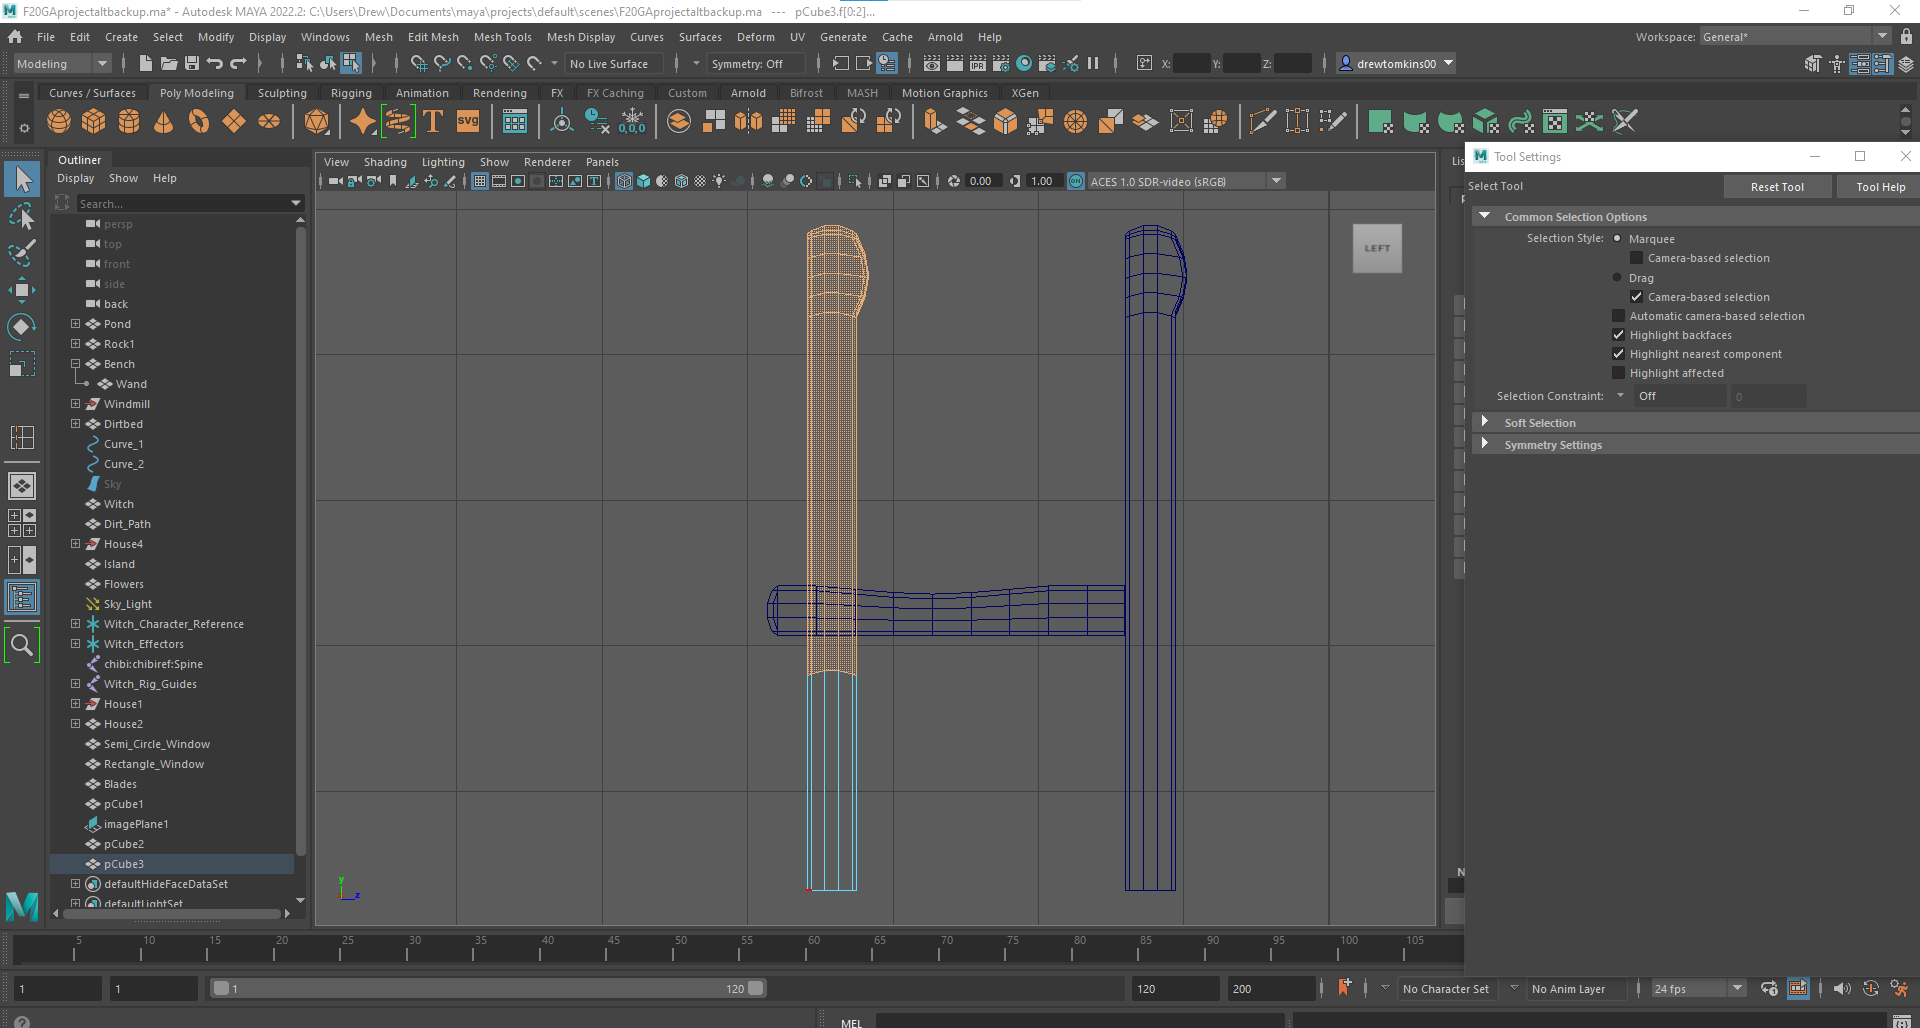 F20GAprojectaltbackup.ma* - Autodesk MAYA 2022.2: C:\Users\Drew\Documents\maya\projects\default\scenes\F20GAprojectaltbackup.ma --- pCube3.f[0:2]...
File Edit Create Select Modify Display Windows Mesh Edit Mesh Mesh Tools Mesh Display Curves Surfaces Deform UV Generate Cache Arnold Help
Workspace: General*
Modeling No Live Surface Symmetry: Off X: Y: Z: drewtomkins00
Curves / Surfaces Poly Modeling Sculpting Rigging Animation Rendering FX FX Caching Custom Arnold Bifrost MASH Motion Graphics XGen
T svg 0,0,0
Outliner
Display Show Help
Search...
persp
top
front
side
back
Pond
Rock1
Bench
Wand
Windmill
Dirtbed
Curve_1
Curve_2
Sky
Witch
Dirt_Path
House4
Island
Flowers
Sky_Light
Witch_Character_Reference
Witch_Effectors
chibi:chibiref:Spine
Witch_Rig_Guides
House1
House2
Semi_Circle_Window
Rectangle_Window
Blades
pCube1
imagePlane1
pCube2
pCube3
defaultHideFaceDataSet
defaultLightSet
View Shading Lighting Show Renderer Panels
0.00 1.00 ACES 1.0 SDR-video (sRGB)
LEFT
y
z
Lis
N
Tool Settings
Select Tool Reset Tool Tool Help
Common Selection Options
Selection Style: Marquee
Camera-based selection
Drag
Camera-based selection
Automatic camera-based selection
Highlight backfaces
Highlight nearest component
Highlight affected
Selection Constraint: Off 0
Soft Selection
Symmetry Settings
5 10 15 20 25 30 35 40 45 50 55 60 65 70 75 80 85 90 95 100 105
1 1 1 120 120 200 No Character Set No Anim Layer 24 fps
MEL